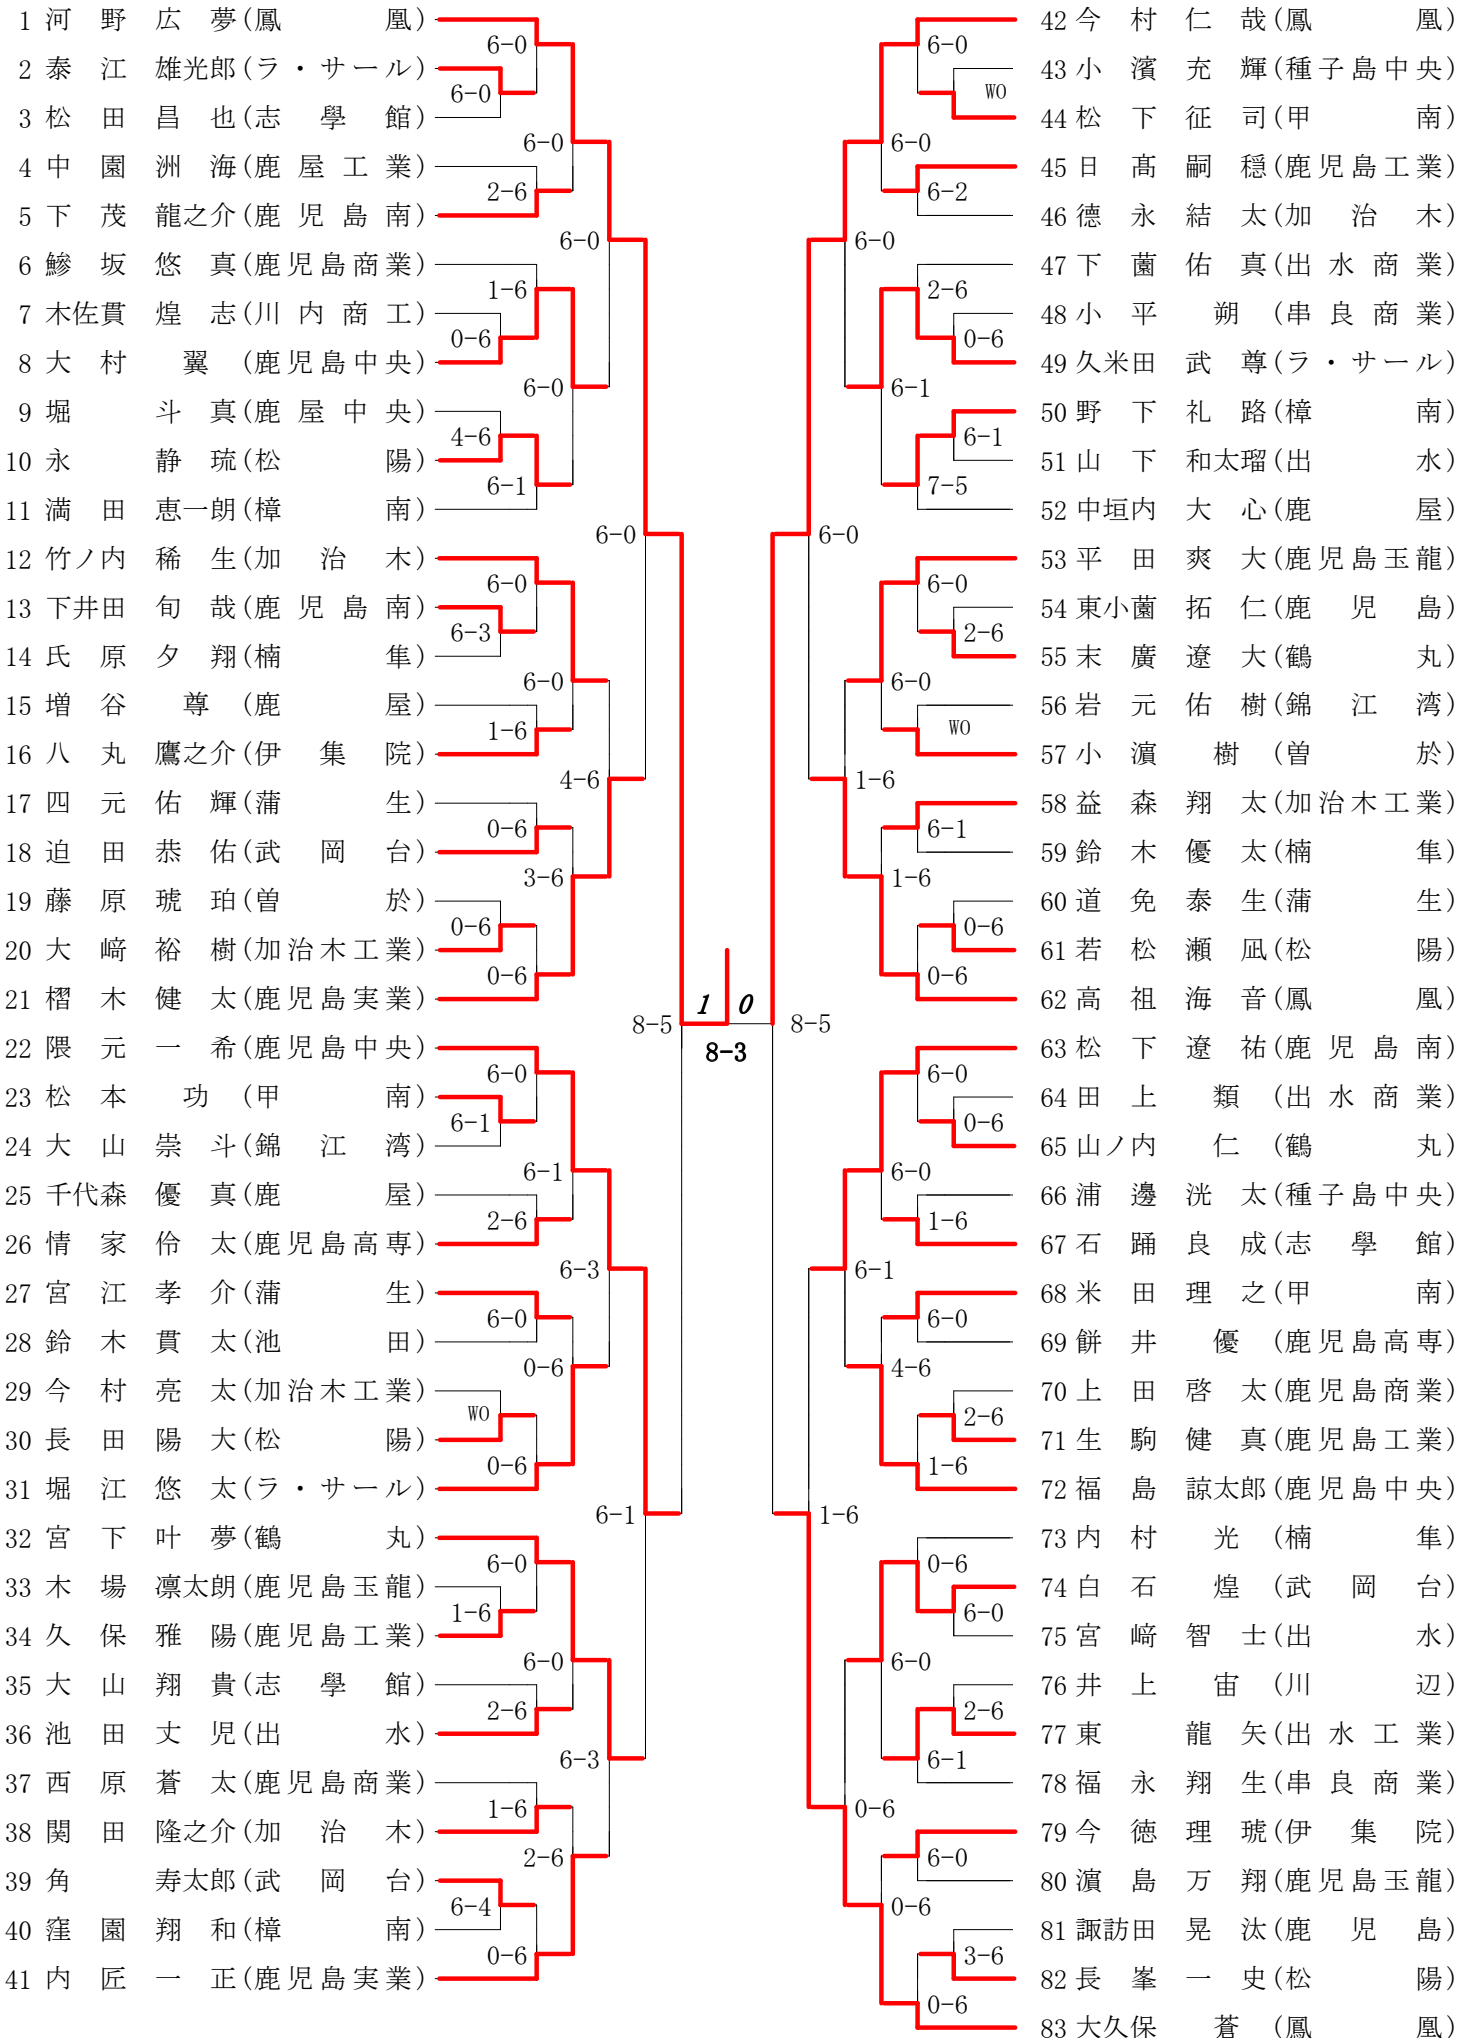 1 河野広夢(鳳凰)
6-0
2 泰江雄光郎(ラ・サール)
6-0
3 松田昌也(志學館)
6-0
4 中園洲海(鹿屋工業)
2-6
5 下茂龍之介(鹿児島南)
6-0
6 鰺坂悠真(鹿児島商業)
1-6
7 木佐貫煌志(川内商工)
0-6
8 大村翼(鹿児島中央)
6-0
9 堀斗真(鹿屋中央)
4-6
10 永静琉(松陽)
6-1
11 満田恵一朗(樟南)
6-0
12 竹ノ内稀生(加治木)
6-0
13 下井田旬哉(鹿児島南)
6-3
14 氏原夕翔(楠隼)
6-0
15 増谷尊(鹿屋)
1-6
16 八丸鷹之介(伊集院)
4-6
17 四元佑輝(蒲生)
0-6
18 迫田恭佑(武岡台)
3-6
19 藤原琥珀(曽於)
0-6
20 大﨑裕樹(加治木工業)
0-6
21 槢木健太(鹿児島実業)
8-5
22 隈元一希(鹿児島中央)
6-0
23 松本功(甲南)
6-1
24 大山崇斗(錦江湾)
6-1
25 千代森優真(鹿屋)
2-6
26 情家伶太(鹿児島高専)
6-3
27 宮江孝介(蒲生)
6-0
28 鈴木貫太(池田)
0-6
29 今村亮太(加治木工業)
WO
30 長田陽大(松陽)
0-6
31 堀江悠太(ラ・サール)
6-1
32 宮下叶夢(鶴丸)
6-0
33 木場凛太朗(鹿児島玉龍)
1-6
34 久保雅陽(鹿児島工業)
6-0
35 大山翔貴(志學館)
2-6
36 池田丈児(出水)
6-3
37 西原蒼太(鹿児島商業)
1-6
38 関田隆之介(加治木)
2-6
39 角寿太郎(武岡台)
6-4
40 窪園翔和(樟南)
0-6
41 内匠一正(鹿児島実業)
1 0
8-3
42 今村仁哉(鳳凰)
6-0
43 小濱充輝(種子島中央)
WO
44 松下征司(甲南)
6-0
45 日髙嗣穏(鹿児島工業)
6-2
46 德永結太(加治木)
6-0
47 下薗佑真(出水商業)
2-6
48 小平朔(串良商業)
0-6
49 久米田武尊(ラ・サール)
6-1
50 野下礼路(樟南)
6-1
51 山下和太瑠(出水)
7-5
52 中垣内大心(鹿屋)
6-0
53 平田爽大(鹿児島玉龍)
6-0
54 東小薗拓仁(鹿児島)
2-6
55 末廣遼大(鶴丸)
6-0
56 岩元佑樹(錦江湾)
WO
57 小濵樹(曽於)
1-6
58 益森翔太(加治木工業)
6-1
59 鈴木優太(楠隼)
1-6
60 道免泰生(蒲生)
0-6
61 若松瀬凪(松陽)
0-6
62 高祖海音(鳳凰)
8-5
63 松下遼祐(鹿児島南)
6-0
64 田上類(出水商業)
0-6
65 山ノ内仁(鶴丸)
6-0
66 浦邊洸太(種子島中央)
1-6
67 石踊良成(志學館)
6-1
68 米田理之(甲南)
6-0
69 餅井優(鹿児島高専)
4-6
70 上田啓太(鹿児島商業)
2-6
71 生駒健真(鹿児島工業)
1-6
72 福島諒太郎(鹿児島中央)
1-6
73 内村光(楠隼)
0-6
74 白石煌(武岡台)
6-0
75 宮﨑智士(出水)
6-0
76 井上宙(川辺)
2-6
77 東龍矢(出水工業)
6-1
78 福永翔生(串良商業)
0-6
79 今徳理琥(伊集院)
6-0
80 濵島万翔(鹿児島玉龍)
0-6
81 諏訪田晃汰(鹿児島)
3-6
82 長峯一史(松陽)
0-6
83 大久保蒼(鳳凰)